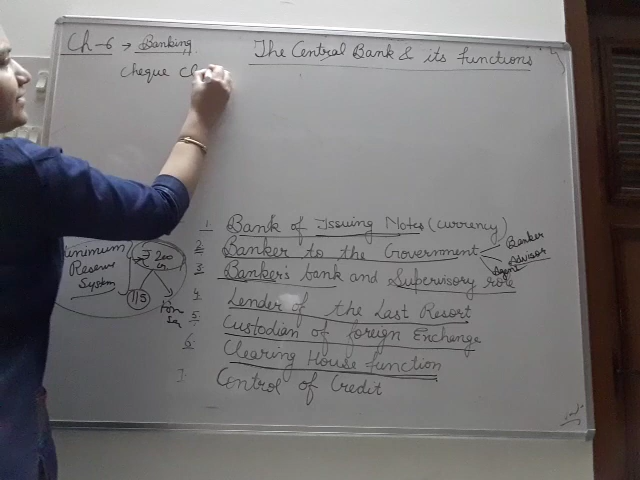 Ch-6 → Banking
The Central Bank & its functions
cheque
1 Bank of Issuing Notes (currency)
2 Banker to the Government
Banker
Advisor
Agent
3 Banker's bank and Supervisory role
4 Lender of the Last Resort
5. Custodian of foreign Exchange
6. Clearing House function
7 Control of Credit
Minimum
Reserve
System
→ ₹ 200 cr.
115